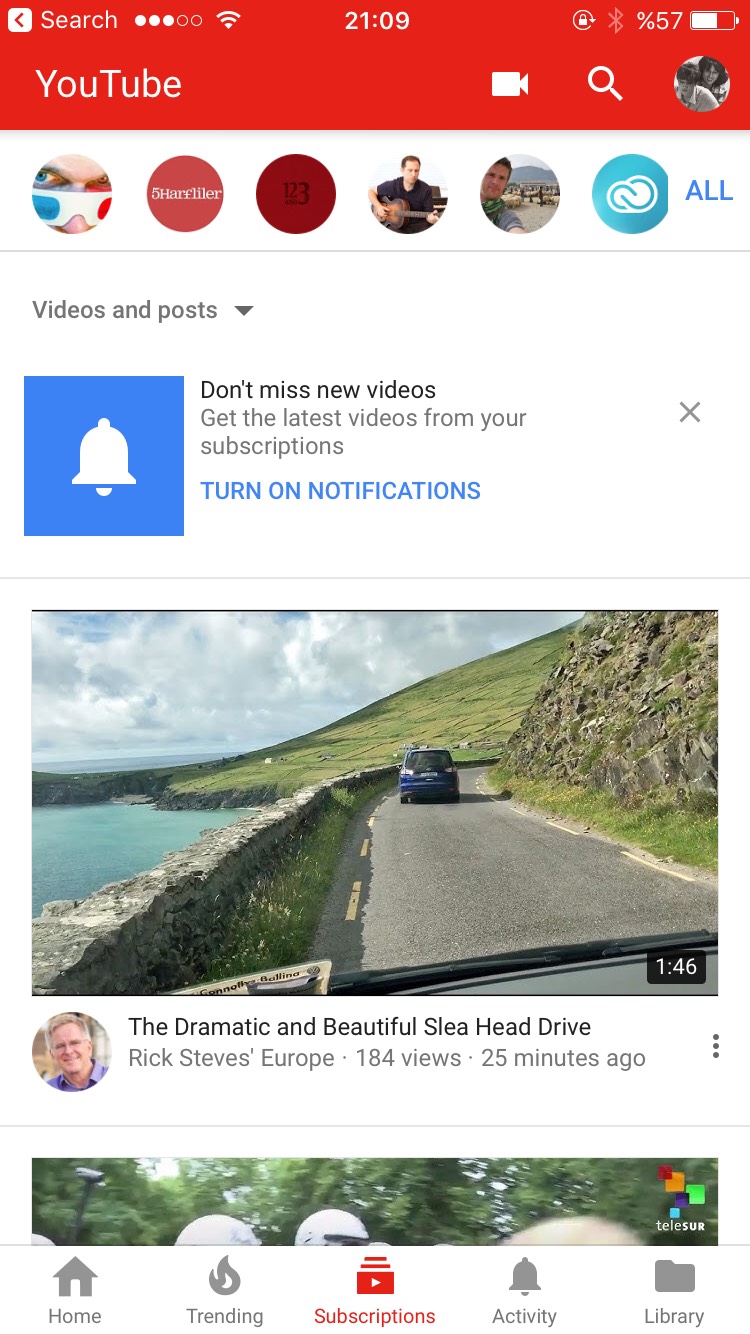 Search
21:09
%57
YouTube
5Harfliler
123
ALL
Videos and posts
Don't miss new videos
Get the latest videos from your
subscriptions
TURN ON NOTIFICATIONS
1:46
The Dramatic and Beautiful Slea Head Drive
Rick Steves' Europe · 184 views · 25 minutes ago
teleSUR
Home
Trending
Subscriptions
Activity
Library